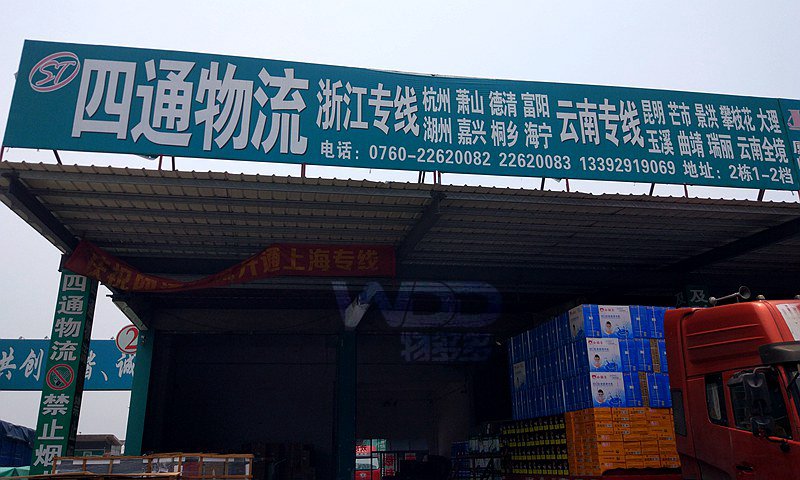 ST
四通物流
浙江专线
杭州 萧山 德清 富阳
湖州 嘉兴 桐乡 海宁
云南专线
昆明 芒市 景洪 攀枝花 大理
玉溪 曲靖 瑞丽 云南全境
电话：0760-22620082 22620083 13392919069 地址：2栋1-2档
开通上海专线
四通物流
禁止烟
2
共创
诚
WDD
物多多
及